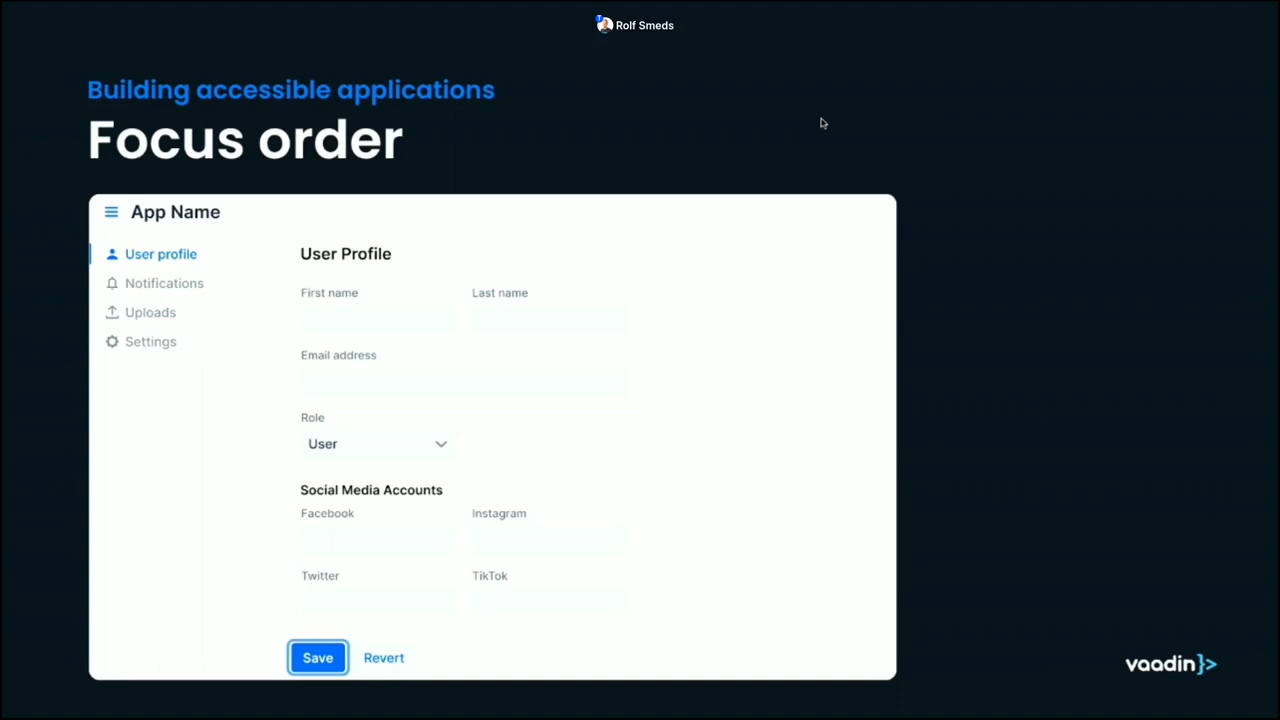 Rolf Smeds
Building accessible applications
Focus order
App Name
User profile
Notifications
Uploads
Settings
User Profile
First name
Last name
Email address
Role
User
Social Media Accounts
Facebook
Instagram
Twitter
TikTok
Save
Revert
vaadin}>